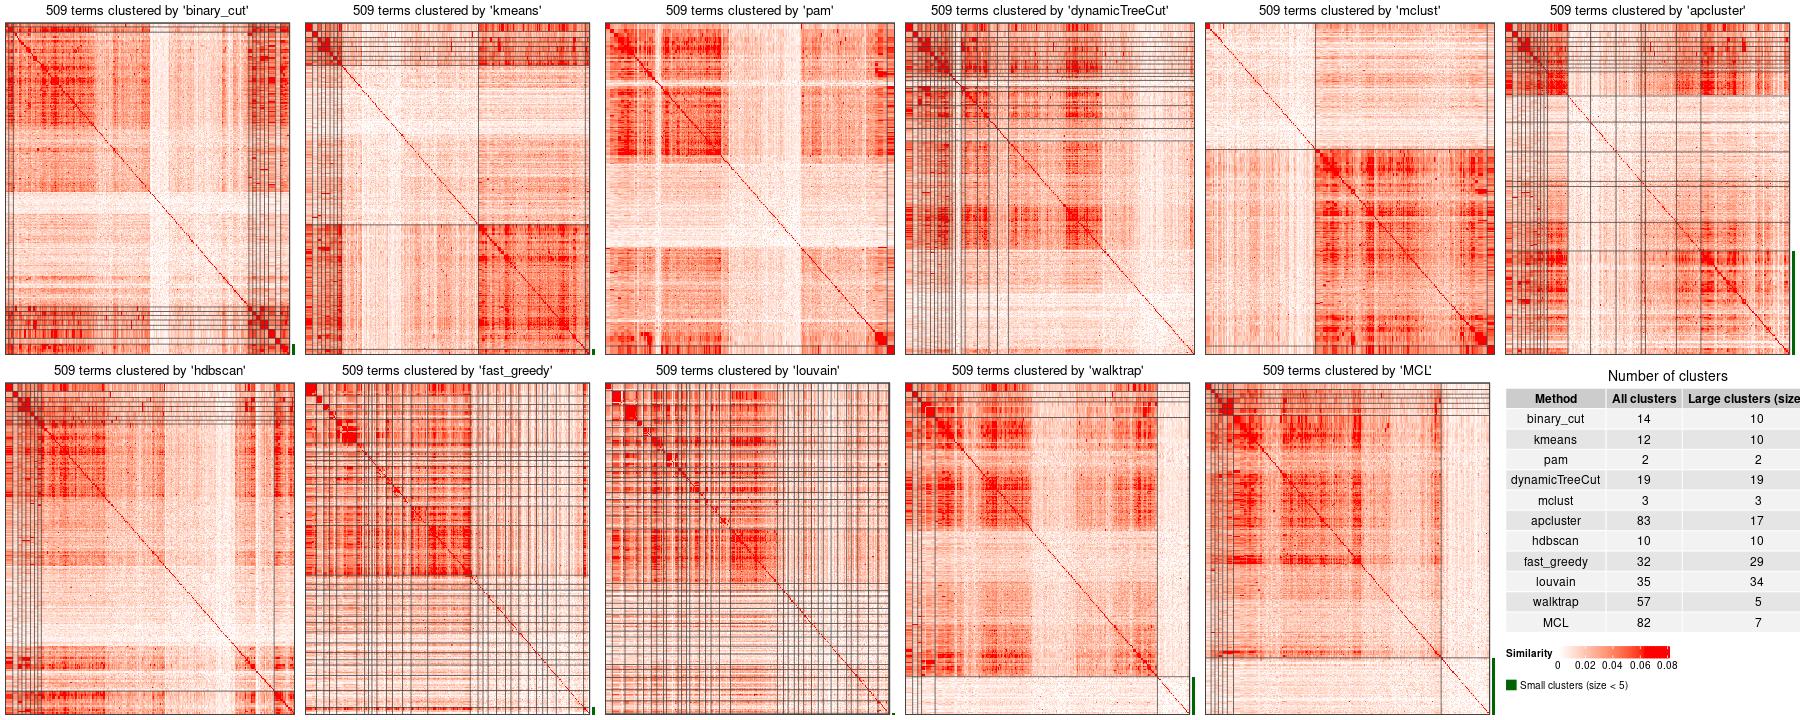 509 terms clustered by 'binary_cut'
509 terms clustered by 'kmeans'
509 terms clustered by 'pam'
509 terms clustered by 'dynamicTreeCut'
509 terms clustered by 'mclust'
509 terms clustered by 'apcluster'
509 terms clustered by 'hdbscan'
509 terms clustered by 'fast_greedy'
509 terms clustered by 'louvain'
509 terms clustered by 'walktrap'
509 terms clustered by 'MCL'
Number of clusters
Method All clusters Large clusters (size
binary_cut 14 10
kmeans 12 10
pam 2 2
dynamicTreeCut 19 19
mclust 3 3
apcluster 83 17
hdbscan 10 10
fast_greedy 32 29
louvain 35 34
walktrap 57 5
MCL 82 7
Similarity
0 0.02 0.04 0.06 0.08
Small clusters (size < 5)